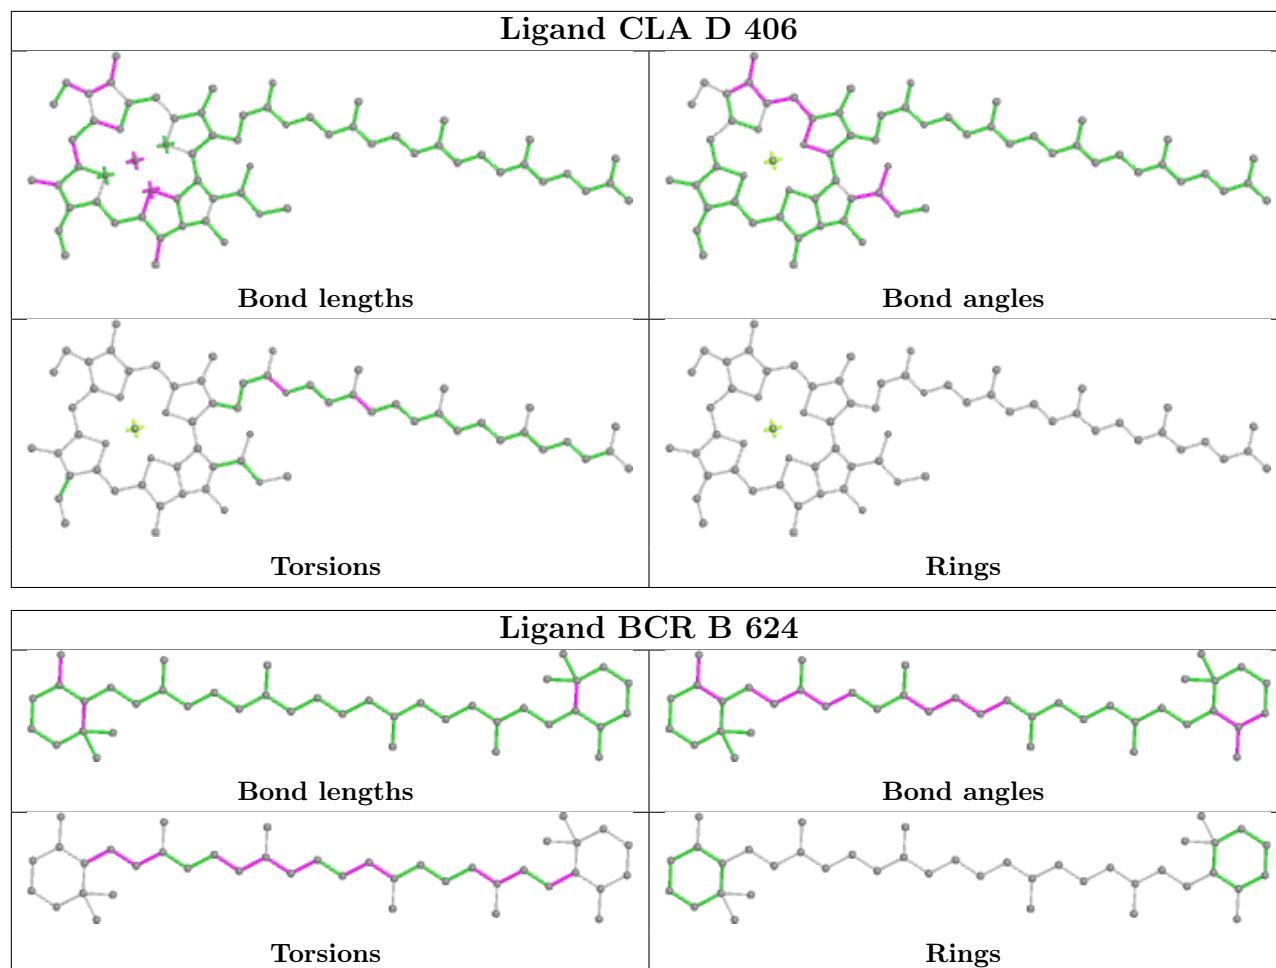 Ligand CLA D 406
Bond lengths
Bond angles
Torsions
Rings
Ligand BCR B 624
Bond lengths
Bond angles
Torsions
Rings